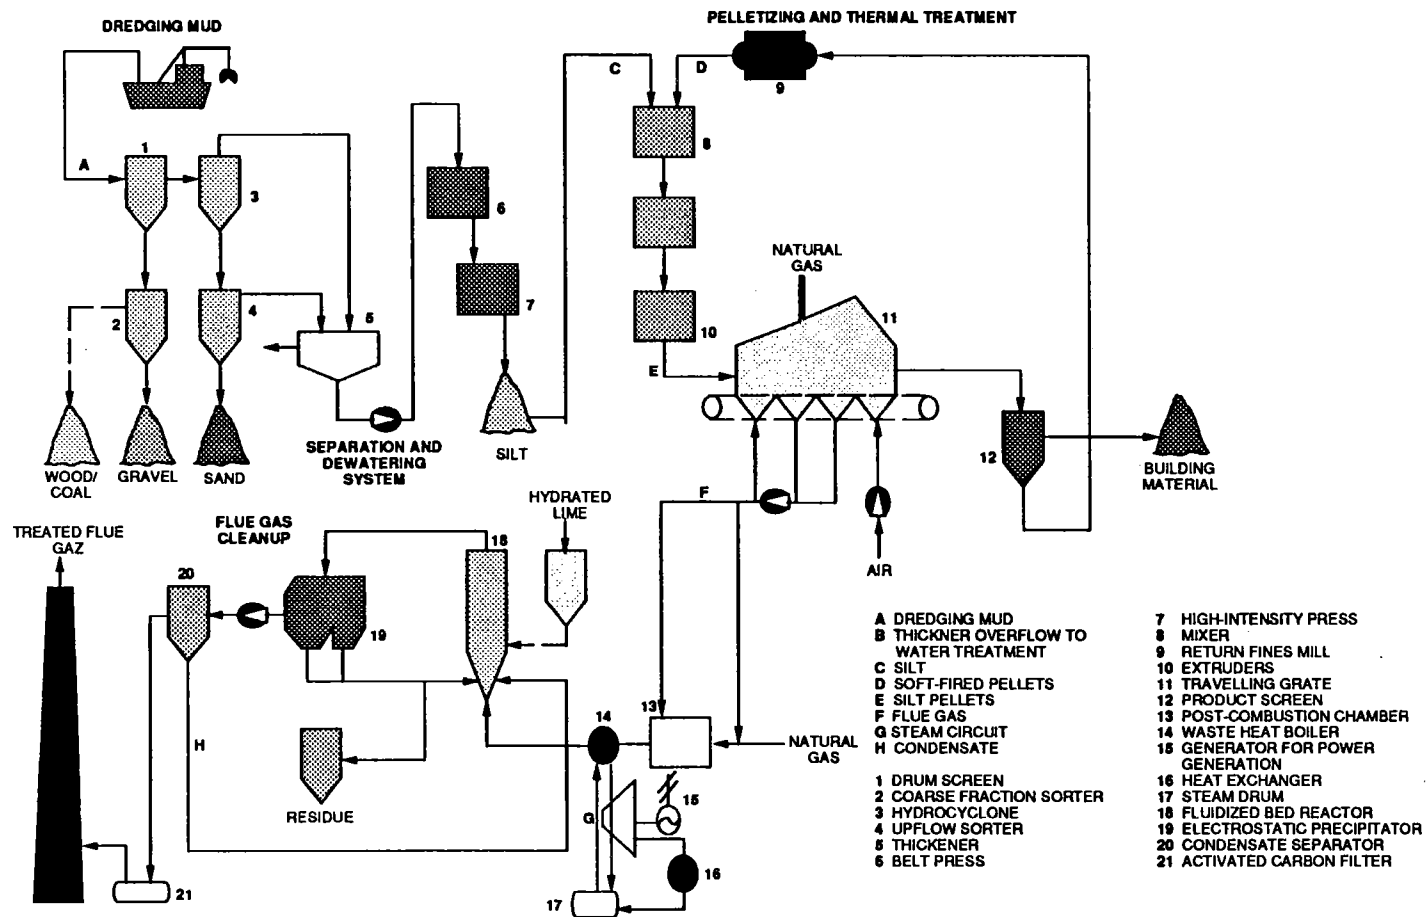 DREDGING MUD
PELLETIZING AND THERMAL TREATMENT
C
D
9
1
A
3
8
6
NATURAL
GAS
7
2
4
5
10
11
E
SEPARATION AND
DEWATERING
SYSTEM
SILT
12
WOOD/
COAL
GRAVEL
SAND
BUILDING
MATERIAL
F
HYDRATED
LIME
TREATED FLUE
GAZ
FLUE GAS
CLEANUP
18
20
AIR
19
13
14
H
NATURAL
GAS
RESIDUE
G
15
16
17
21
A DREDGING MUD
B THICKNER OVERFLOW TO
WATER TREATMENT
C SILT
D SOFT-FIRED PELLETS
E SILT PELLETS
F FLUE GAS
G STEAM CIRCUIT
H CONDENSATE
1 DRUM SCREEN
2 COARSE FRACTION SORTER
3 HYDROCYCLONE
4 UPFLOW SORTER
5 THICKENER
6 BELT PRESS
7 HIGH-INTENSITY PRESS
8 MIXER
9 RETURN FINES MILL
10 EXTRUDERS
11 TRAVELLING GRATE
12 PRODUCT SCREEN
13 POST-COMBUSTION CHAMBER
14 WASTE HEAT BOILER
15 GENERATOR FOR POWER
GENERATION
16 HEAT EXCHANGER
17 STEAM DRUM
18 FLUIDIZED BED REACTOR
19 ELECTROSTATIC PRECIPITATOR
20 CONDENSATE SEPARATOR
21 ACTIVATED CARBON FILTER